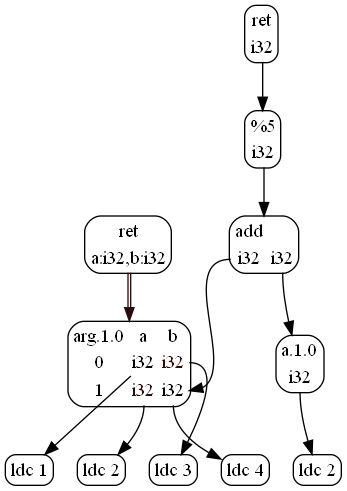 ret
i32
%5
i32
ret
a:i32,b:i32
add
i32 i32
arg.1.0 a b
0 i32 i32
1 i32 i32
a.1.0
i32
ldc 1
ldc 2
ldc 3
ldc 4
ldc 2